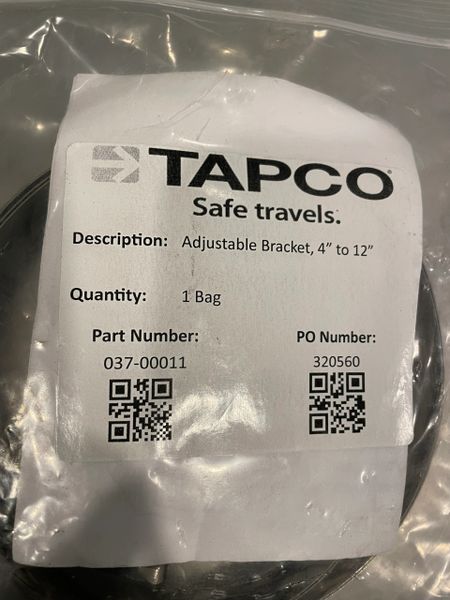 TAPCO®
Safe travels.
Description: Adjustable Bracket, 4” to 12”
Quantity: 1 Bag
Part Number: PO Number:
037-00011 320560